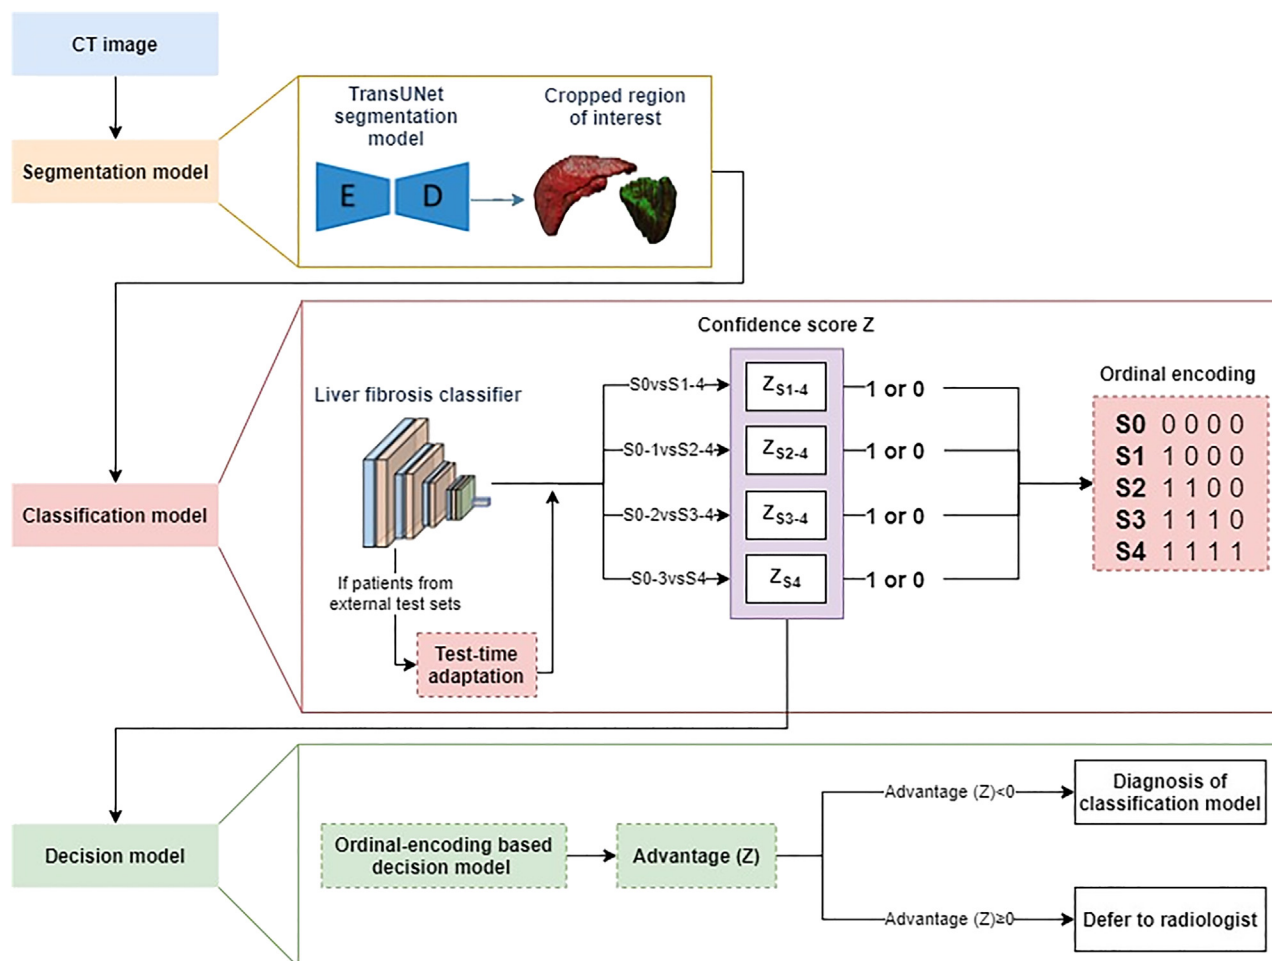 CT image
Segmentation model
TransUNet
segmentation
model
E
D
Cropped region
of interest
Classification model
Liver fibrosis classifier
If patients from
external test sets
Test-time
adaptation
Confidence score Z
S0vsS1-4
Z S1-4
1 or 0
S0-1vsS2-4
Z S2-4
1 or 0
S0-2vsS3-4
Z S3-4
1 or 0
S0-3vsS4
Z S4
1 or 0
Ordinal encoding
S0 0 0 0 0
S1 1 0 0 0
S2 1 1 0 0
S3 1 1 1 0
S4 1 1 1 1
Decision model
Ordinal-encoding based
decision model
Advantage (Z)
Advantage (Z)<0
Diagnosis of
classification model
Advantage (Z)≥0
Defer to radiologist